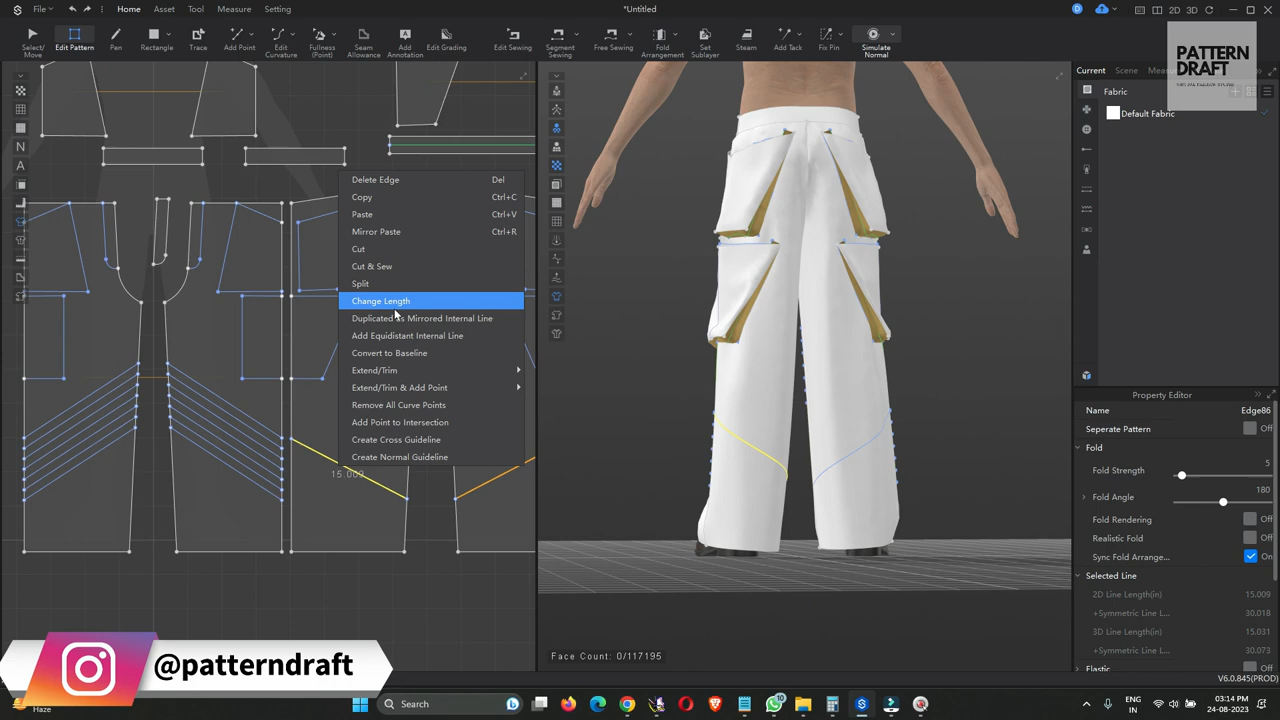 File
Home
Asset
Tool
Measure
Setting
*Untitled
D
2D
3D
Select/
Move
Edit Pattern
Pen
Rectangle
Trace
Add Point
Edit
Curvature
Fullness
(Point)
Seam
Allowance
Add
Annotation
Edit Grading
Edit Sewing
Segment
Sewing
Free Sewing
Fold
Arrangement
Set
Sublayer
Steam
Add Tack
Fix Pin
Simulate
Normal
PATTERN
DRAFT
Current
Scene
Fabric
Default Fabric
Delete Edge Del
Copy Ctrl+C
Paste Ctrl+V
Mirror Paste Ctrl+R
Cut
Cut & Sew
Split
Change Length
Duplicated as Mirrored Internal Line
Add Equidistant Internal Line
Convert to Baseline
Extend/Trim
Extend/Trim & Add Point
Remove All Curve Points
Add Point to Intersection
Create Cross Guideline
Create Normal Guideline
Property Editor
Name Edge86
Seperate Pattern Off
Fold
Fold Strength 5
Fold Angle 180
Fold Rendering Off
Realistic Fold Off
Sync Fold Arrange... On
Selected Line
2D Line Length(in) 15.009
+Symmetric Line L... 30.018
3D Line Length(in) 15.031
+Symmetric Line L... 30.073
Elastic Off
Face Count: 0/117195
V6.0.845(PROD)
@patterndraft
Haze
Search
10
ENG
IN
03:14 PM
24-08-2023